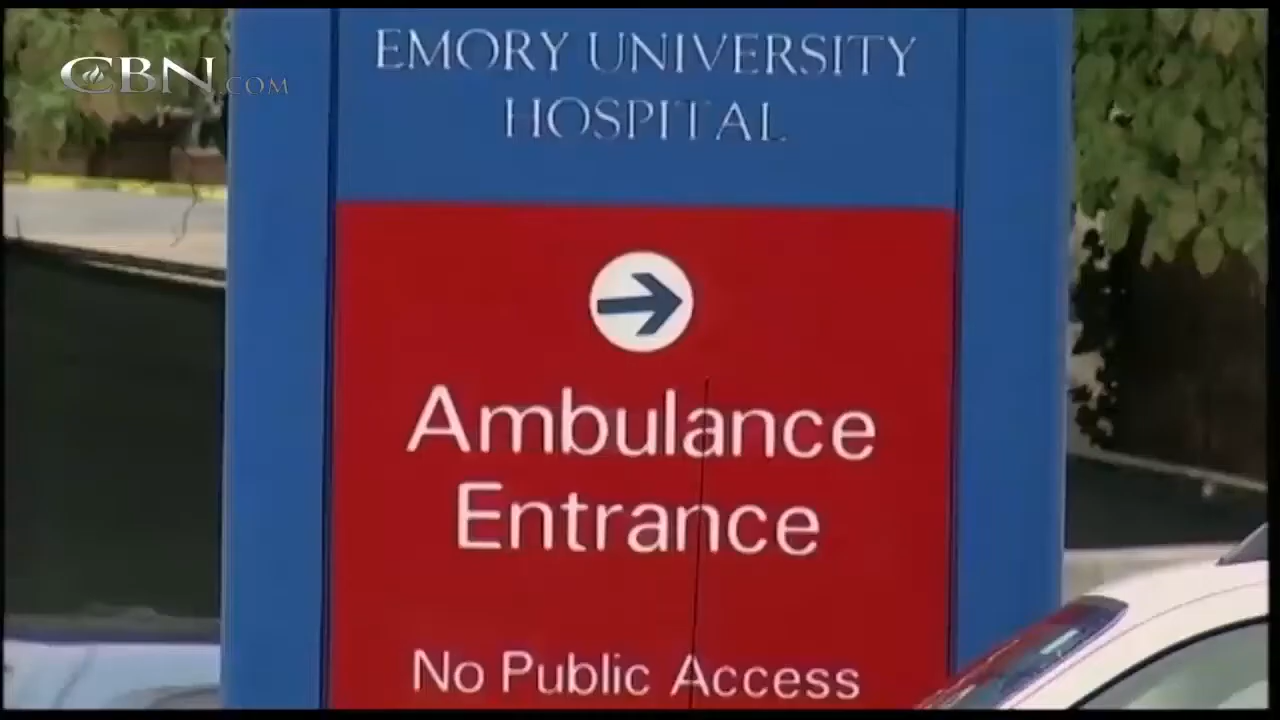 CBN.COM
EMORY UNIVERSITY
HOSPITAL
Ambulance
Entrance
No Public Access